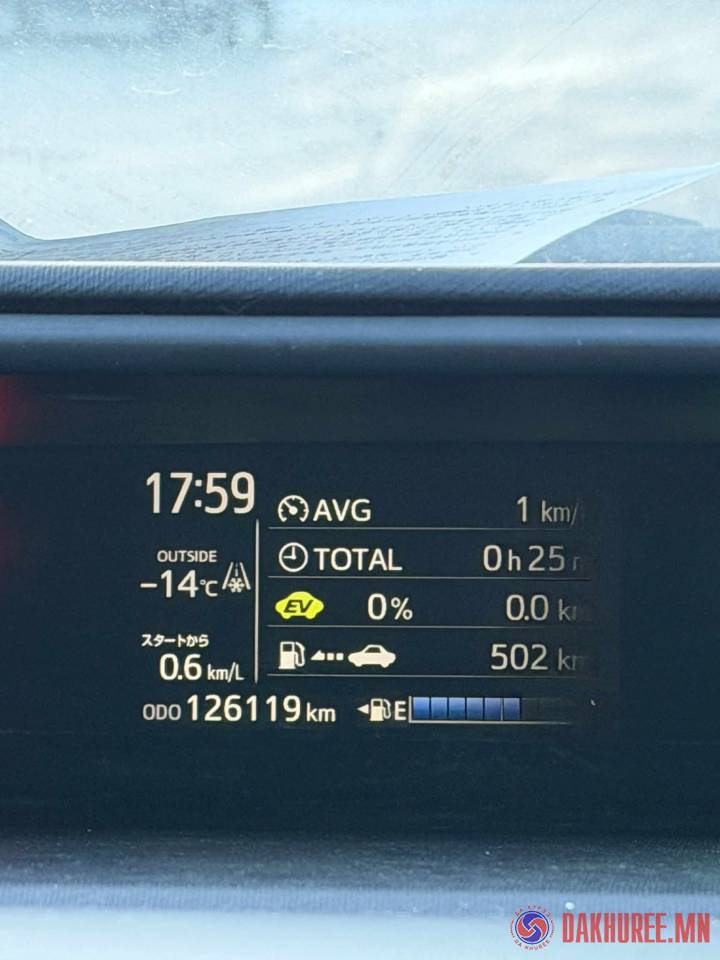 17:59
AVG 1 km/
OUTSIDE
-14°C
TOTAL 0h25
EV 0% 0.0 k
スタートから
0.6 km/L
502 km
ODO 126119 km E
DAKHUREE.MN